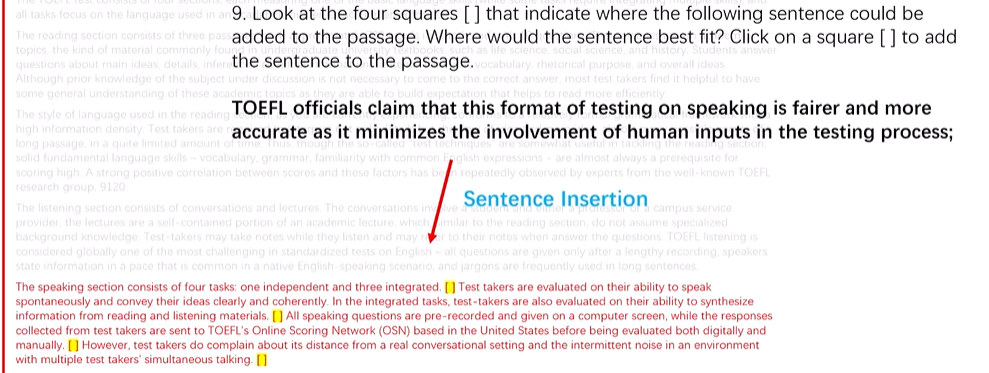 9. Look at the four squares [ ] that indicate where the following sentence could be
added to the passage. Where would the sentence best fit? Click on a square [ ] to add
the sentence to the passage.
TOEFL officials claim that this format of testing on speaking is fairer and more
accurate as it minimizes the involvement of human inputs in the testing process;
all tasks focus on the language used in an
The reading section consists of three pass
topics, the kind of material commonly found in undergraduate university textbooks, such as life science, social science, and history. Students answer
questions about main ideas, details, vocabulary, rhetorical purpose, and overall ideas.
Although prior knowledge of the subject under discussion is not necessary to come to the correct answer, most test takers find it helpful to have
some general understanding of these academic topics as they are able to build expectation that helps to read more efficiently.
The style of language used in the reading
high information density. Test takers are
long passage, in a quite limited amount of time. Thus, though the so-called "test techniques" are somewhat useful in tackling the reading section,
solid fundamental language skills – vocabulary, grammar, familiarity with common English expressions – are almost always a prerequisite for
scoring high. A strong positive correlation between scores and these factors has been repeatedly observed by experts from the well-known TOEFL
research group, 9120.
Sentence Insertion
The listening section consists of conversations and lectures. The conversations a campus service
provider; the lectures are a self-contained portion of an academic lecture, which, similar to the reading section, do not assume specialized
background knowledge. Test-takers may take notes while they listen and may to their notes when answer the questions. TOEFL listening is
considered globally one of the most challenging in standardized tests on English – all questions are given only after a lengthy recording, speakers
state information in a pace that is common in a native English-speaking scenario, and jargons are frequently used in long sentences.
The speaking section consists of four tasks: one independent and three integrated. [ ] Test takers are evaluated on their ability to speak
spontaneously and convey their ideas clearly and coherently. In the integrated tasks, test-takers are also evaluated on their ability to synthesize
information from reading and listening materials. [ ] All speaking questions are pre-recorded and given on a computer screen, while the responses
collected from test takers are sent to TOEFL's Online Scoring Network (OSN) based in the United States before being evaluated both digitally and
manually. [ ] However, test takers do complain about its distance from a real conversational setting and the intermittent noise in an environment
with multiple test takers' simultaneous talking. [ ]